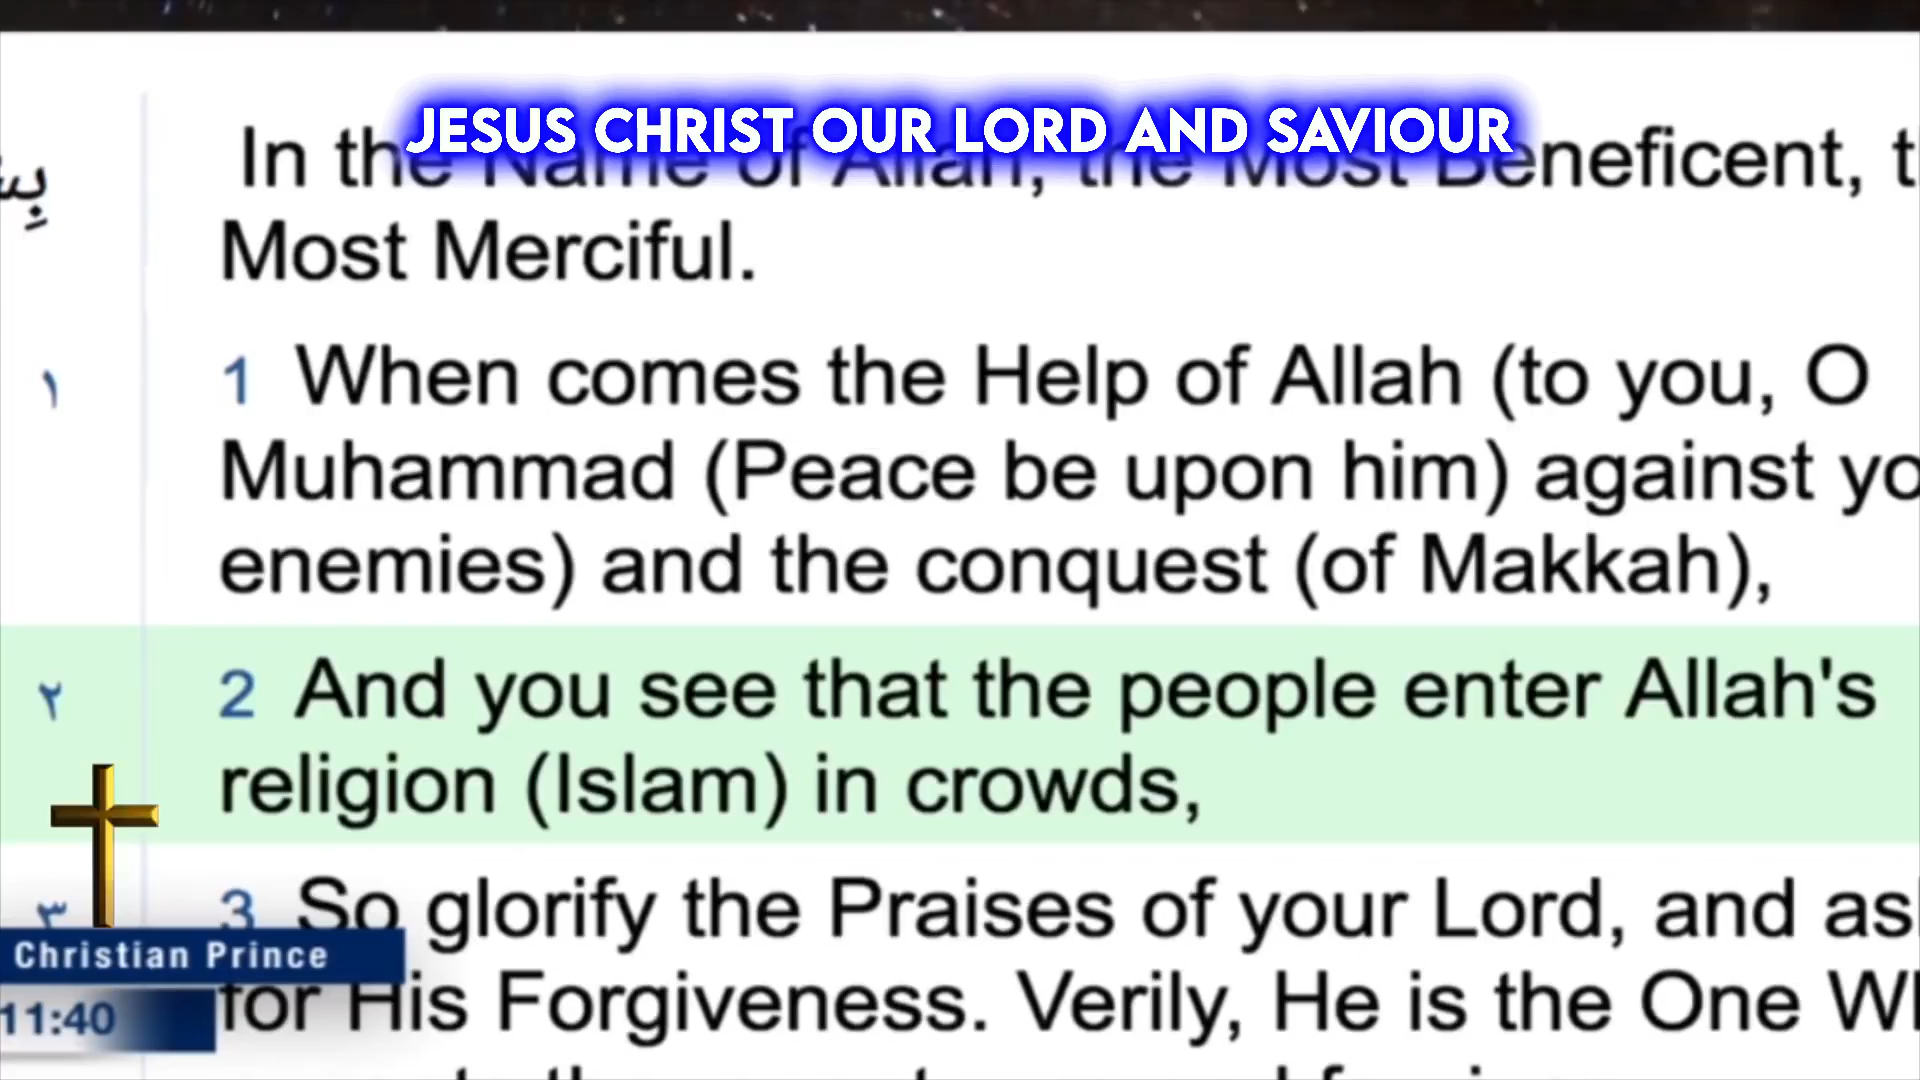 JESUS CHRIST OUR LORD AND SAVIOUR
In the Name of Allah, the Most Beneficent,
Most Merciful.
١
1 When comes the Help of Allah (to you, O
Muhammad (Peace be upon him) against
enemies) and the conquest (of Makkah),
٢
2 And you see that the people enter Allah's
religion (Islam) in crowds,
٣
3 So glorify the Praises of your Lord, and
Christian Prince
for His Forgiveness. Verily, He is the One
11:40